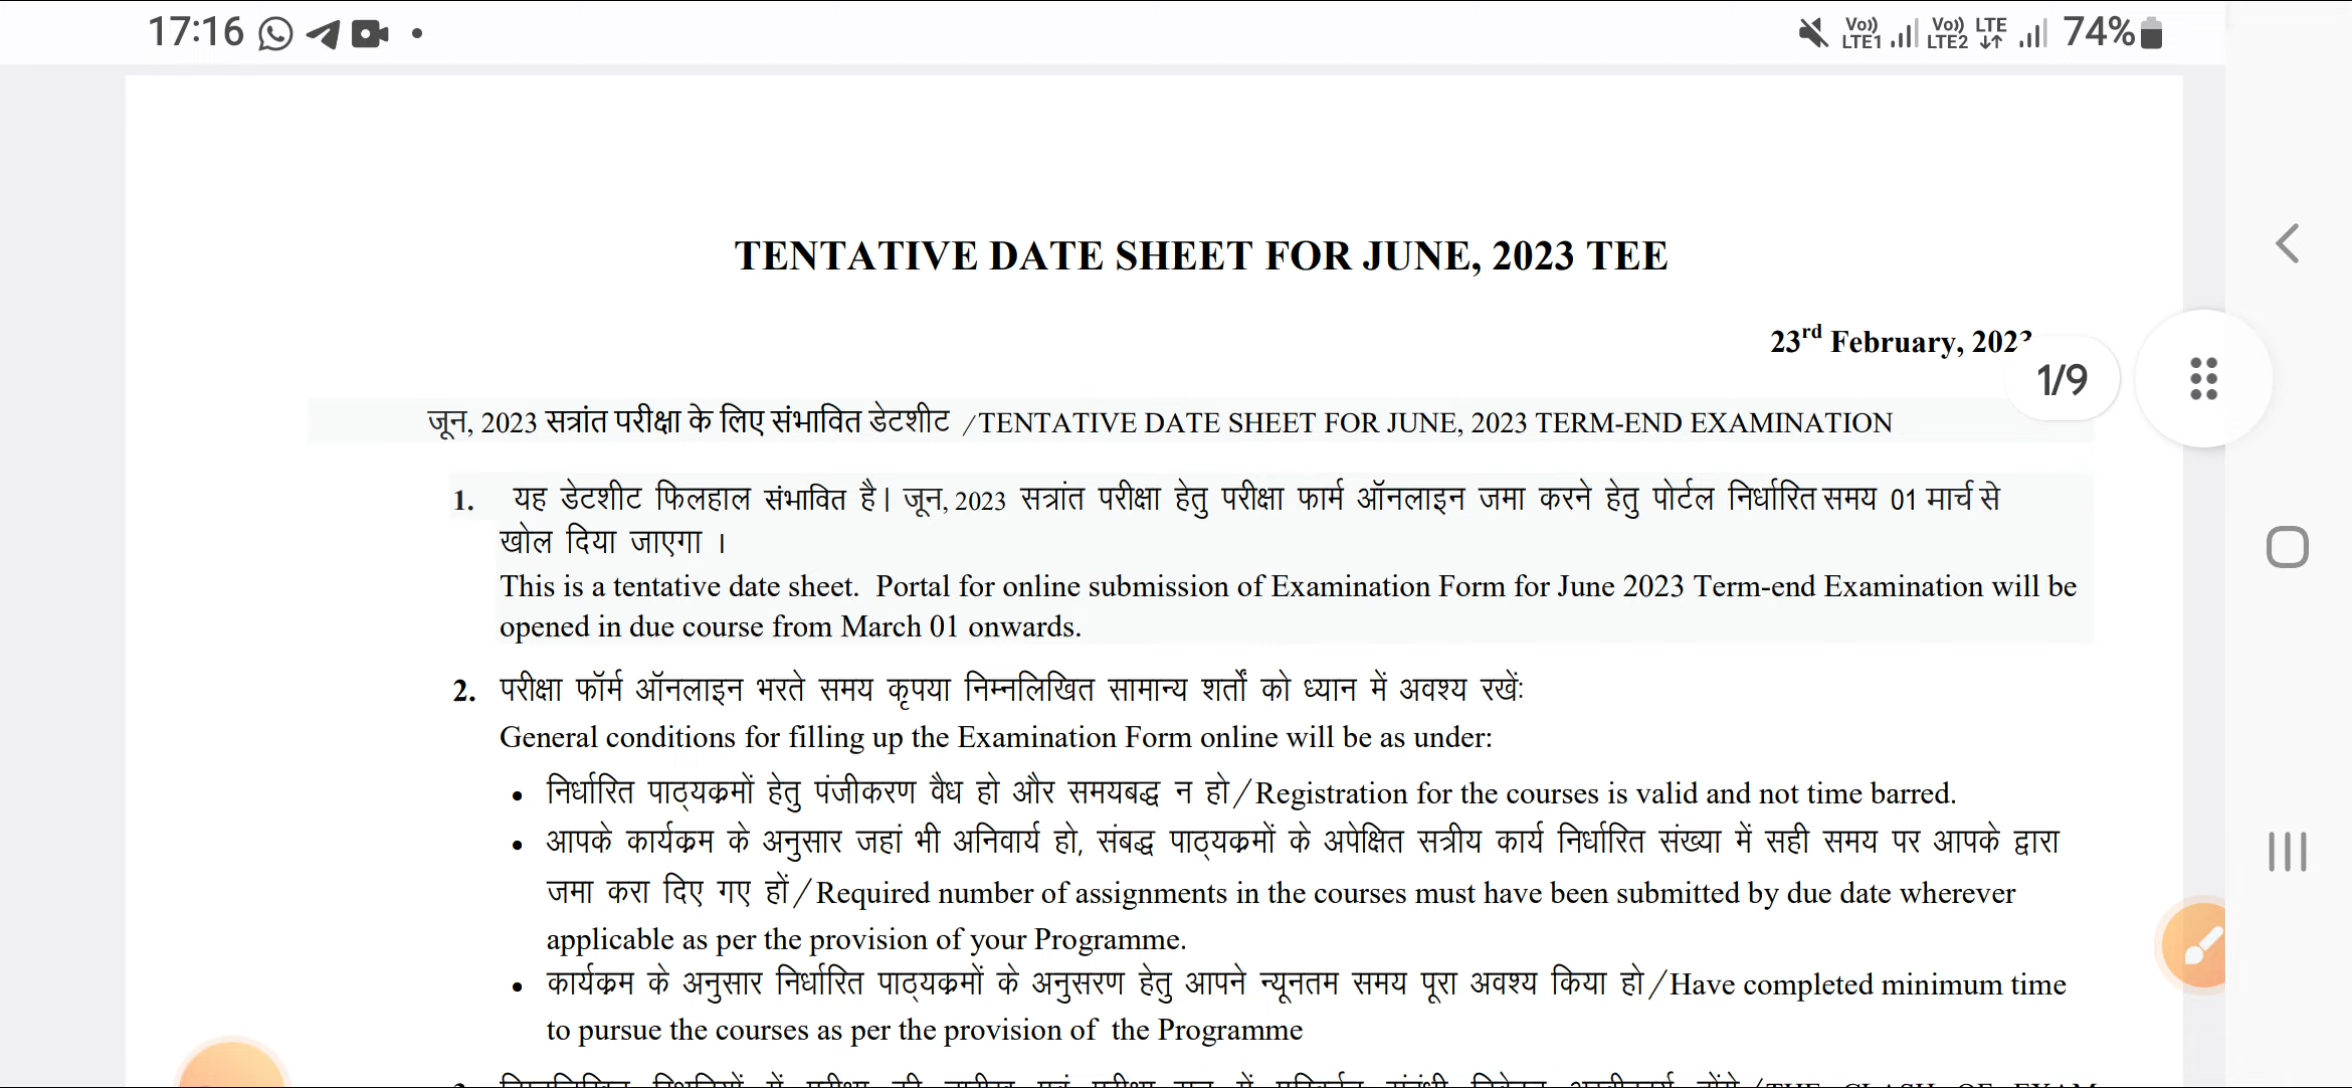 17:16
Vo)) LTE1 Vo)) LTE2 LTE 74%
TENTATIVE DATE SHEET FOR JUNE, 2023 TEE
23rd February,
1/9
जून, 2023 सत्रांत परीक्षा के लिए संभावित डेटशीट /TENTATIVE DATE SHEET FOR JUNE, 2023 TERM-END EXAMINATION
1. यह डेटशीट फिलहाल संभावित है। जून, 2023 सत्रांत परीक्षा हेतु परीक्षा फार्म ऑनलाइन जमा करने हेतु पोर्टल निर्धारित समय 01 मार्च से
खोल दिया जाएगा ।
This is a tentative date sheet. Portal for online submission of Examination Form for June 2023 Term-end Examination will be
opened in due course from March 01 onwards.
2. परीक्षा फॉर्म ऑनलाइन भरते समय कृपया निम्नलिखित सामान्य शर्तों को ध्यान में अवश्य रखें:
General conditions for filling up the Examination Form online will be as under:
• निर्धारित पाठ्यक्रमों हेतु पंजीकरण वैध हो और समयबद्ध न हो/Registration for the courses is valid and not time barred.
• आपके कार्यक्रम के अनुसार जहां भी अनिवार्य हो, संबद्ध पाठ्यक्रमों के अपेक्षित सत्रीय कार्य निर्धारित संख्या में सही समय पर आपके द्वारा
जमा करा दिए गए हों/Required number of assignments in the courses must have been submitted by due date wherever
applicable as per the provision of your Programme.
• कार्यक्रम के अनुसार निर्धारित पाठ्यक्रमों के अनुसरण हेतु आपने न्यूनतम समय पूरा अवश्य किया हो/Have completed minimum time
to pursue the courses as per the provision of the Programme